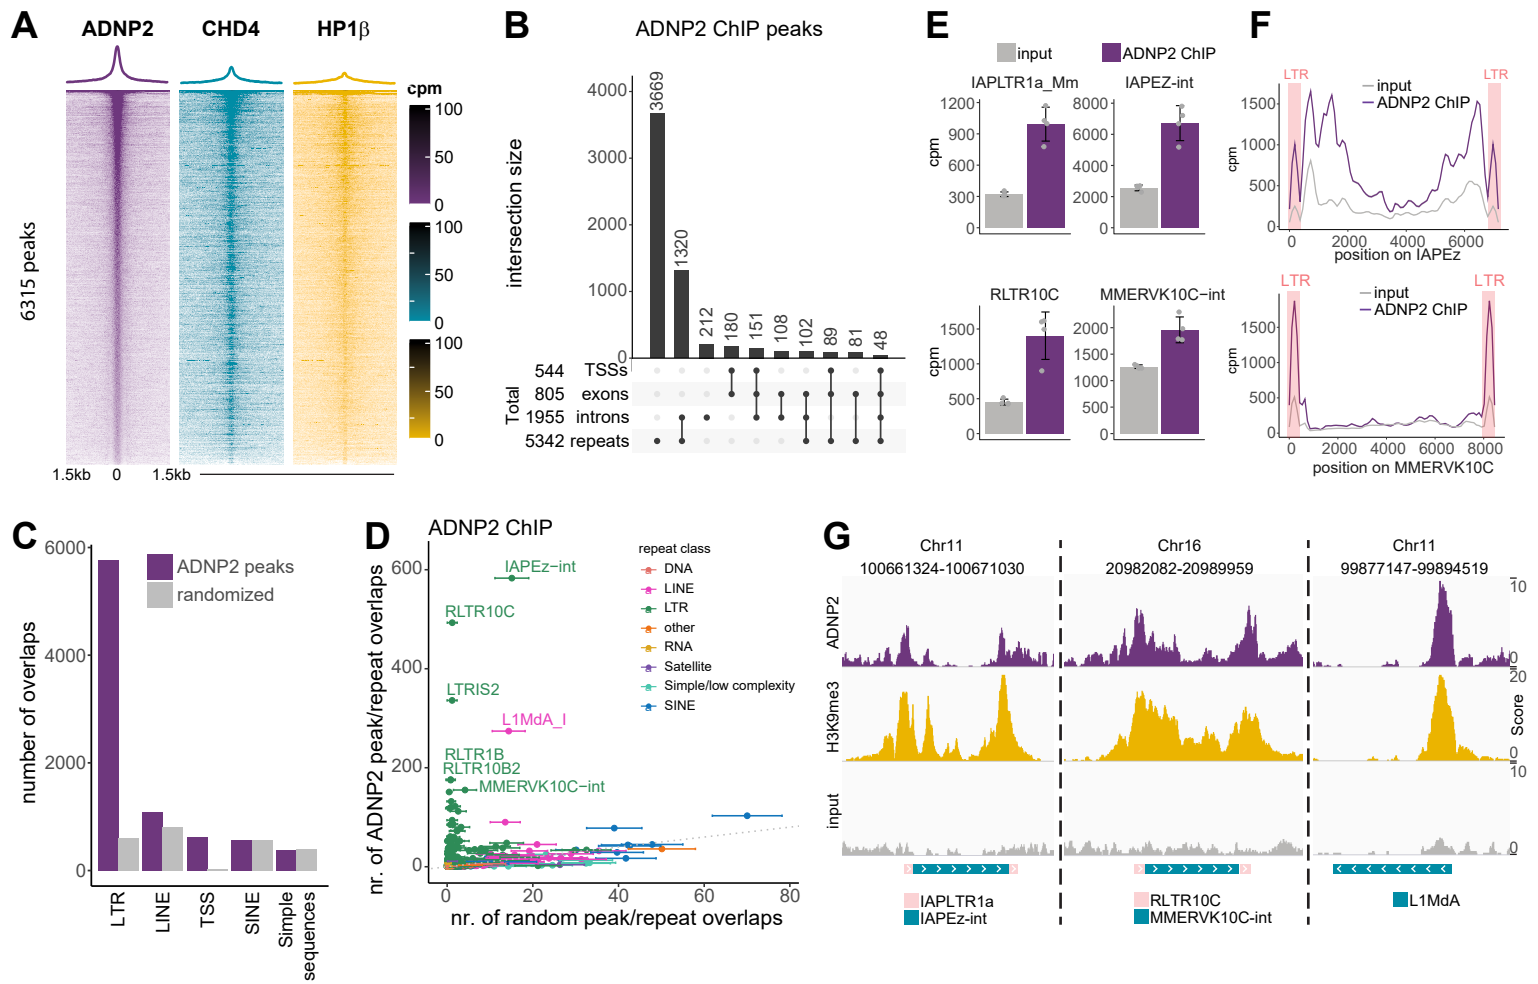 A
ADNP2
CHD4
HP1β
cpm
100
50
0
100
50
0
100
50
0
6315 peaks
1.5kb
0
1.5kb
B
ADNP2 ChIP peaks
intersection size
4000
3000
2000
1000
0
3669
1320
212
180
151
108
102
89
81
48
Total
544 TSSs
805 exons
1955 introns
5342 repeats
E
input
ADNP2 ChIP
IAPLTR1a_Mm
cpm
1200
900
600
300
0
IAPEZ-int
8000
6000
4000
2000
0
RLTR10C
cpm
1500
1000
500
0
MMERVK10C−int
2000
1500
1000
500
0
F
LTR
LTR
input
ADNP2 ChIP
cpm
1500
1000
500
0
0 2000 4000 6000
position on IAPEz
LTR
LTR
input
ADNP2 ChIP
cpm
2000
1500
1000
500
0
0 2000 4000 6000 8000
position on MMERVK10C
C
number of overlaps
6000
4000
2000
0
ADNP2 peaks
randomized
LTR
LINE
TSS
SINE
Simple
sequences
D
ADNP2 ChIP
nr. of ADNP2 peak/repeat overlaps
600
400
200
0
IAPEz−int
RLTR10C
LTRIS2
L1MdA_I
RLTR1B
RLTR10B2
MMERVK10C−int
repeat class
DNA
LINE
LTR
other
RNA
Satellite
Simple/low complexity
SINE
0 20 40 60 80
nr. of random peak/repeat overlaps
G
Chr11
100661324-100671030
Chr16
20982082-20989959
Chr11
99877147-99894519
ADNP2
10
0
H3K9me3
20
0
Score
input
10
0
IAPLTR1a
IAPEz-int
RLTR10C
MMERVK10C-int
L1MdA